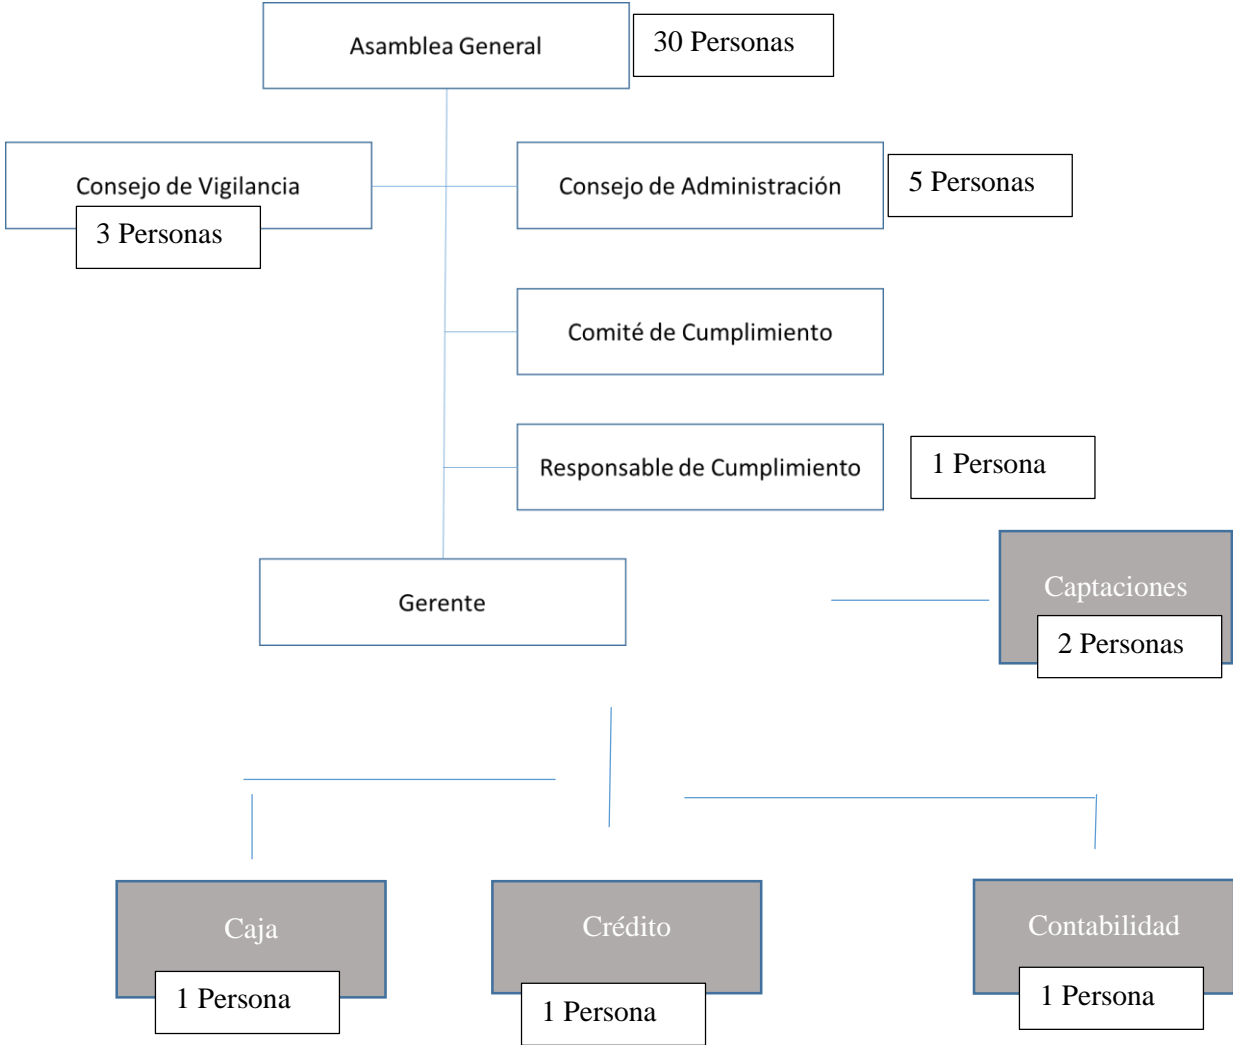 Asamblea General
30 Personas
Consejo de Vigilancia
3 Personas
Consejo de Administración
5 Personas
Comité de Cumplimiento
Responsable de Cumplimiento
1 Persona
Gerente
Captaciones
2 Personas
Caja
1 Persona
Crédito
1 Persona
Contabilidad
1 Persona